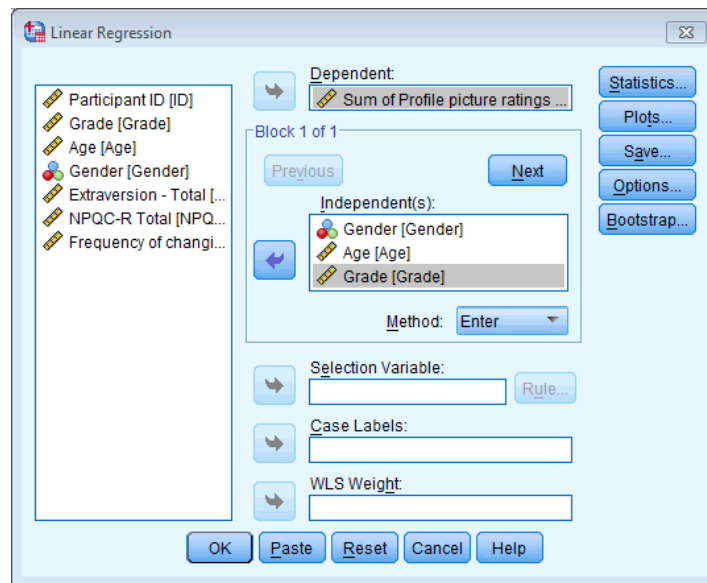 Linear Regression
Participant ID [ID]
Grade [Grade]
Age [Age]
Gender [Gender]
Extraversion - Total [...
NPQC-R Total [NPQ...
Frequency of changi...
Dependent:
Sum of Profile picture ratings ...
Block 1 of 1
Previous
Next
Independent(s):
Gender [Gender]
Age [Age]
Grade [Grade]
Method: Enter
Selection Variable:
Rule...
Case Labels:
WLS Weight:
Statistics...
Plots...
Save...
Options...
Bootstrap...
OK Paste Reset Cancel Help